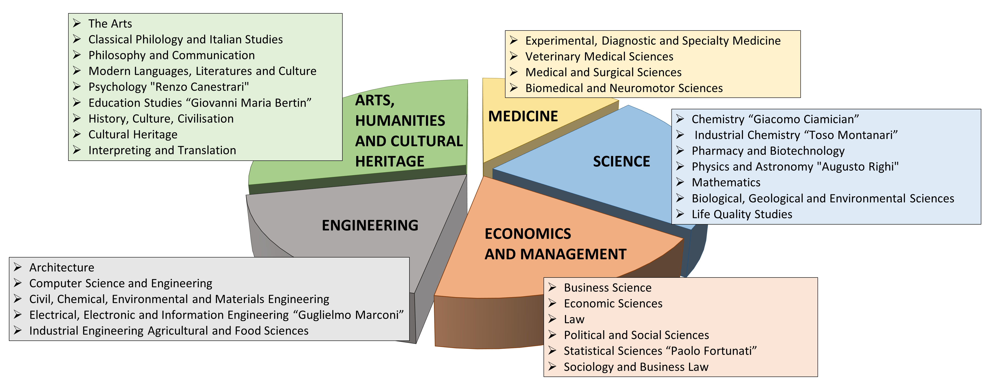 The Arts
Classical Philology and Italian Studies
Philosophy and Communication
Modern Languages, Literatures and Culture
Psychology "Renzo Canestrari"
Education Studies “Giovanni Maria Bertin”
History, Culture, Civilisation
Cultural Heritage
Interpreting and Translation
ARTS,
HUMANITIES
AND CULTURAL
HERITAGE
Experimental, Diagnostic and Specialty Medicine
Veterinary Medical Sciences
Medical and Surgical Sciences
Biomedical and Neuromotor Sciences
MEDICINE
Chemistry “Giacomo Ciamician”
Industrial Chemistry “Toso Montanari”
Pharmacy and Biotechnology
Physics and Astronomy "Augusto Righi"
Mathematics
Biological, Geological and Environmental Sciences
Life Quality Studies
SCIENCE
ENGINEERING
Architecture
Computer Science and Engineering
Civil, Chemical, Environmental and Materials Engineering
Electrical, Electronic and Information Engineering “Guglielmo Marconi”
Industrial Engineering Agricultural and Food Sciences
ECONOMICS
AND MANAGEMENT
Business Science
Economic Sciences
Law
Political and Social Sciences
Statistical Sciences “Paolo Fortunati”
Sociology and Business Law